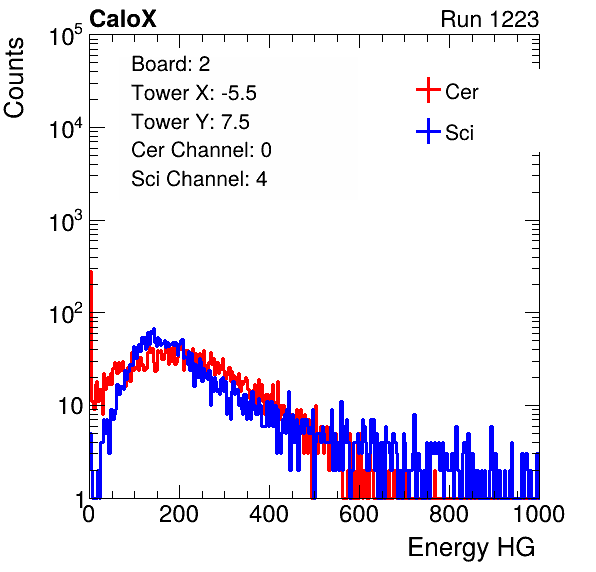 CaloX Run 1223
Counts
10^5
10^4
10^3
10^2
10
1
Board: 2
Tower X: -5.5
Tower Y: 7.5
Cer Channel: 0
Sci Channel: 4
Cer
Sci
0 200 400 600 800 1000
Energy HG